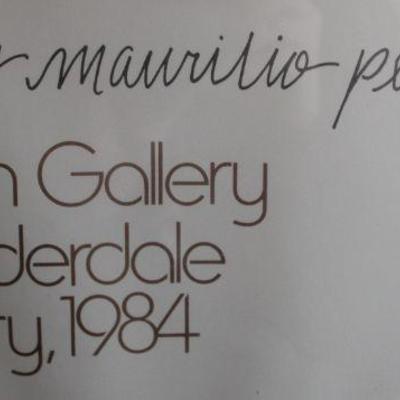 r maurilio pe
n Gallery
derdale
ry, 1984